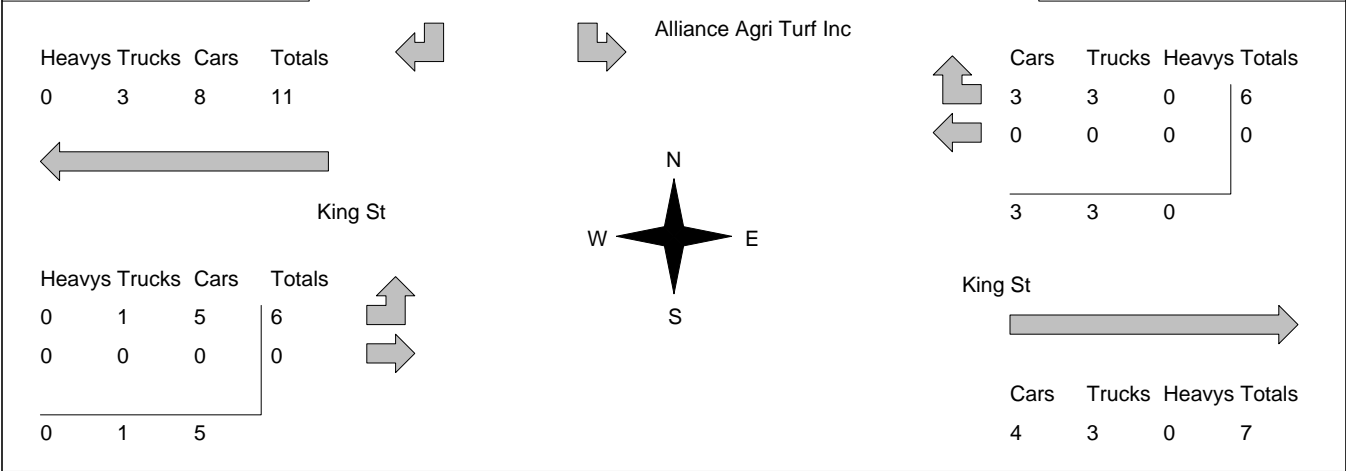 Alliance Agri Turf Inc
Heavys Trucks Cars Totals
0 3 8 11
Cars Trucks Heavys Totals
3 3 0 6
0 0 0 0
3 3 0
King St
N
W E
S
Heavys Trucks Cars Totals
0 1 5 6
0 0 0 0
0 1 5
King St
Cars Trucks Heavys Totals
4 3 0 7